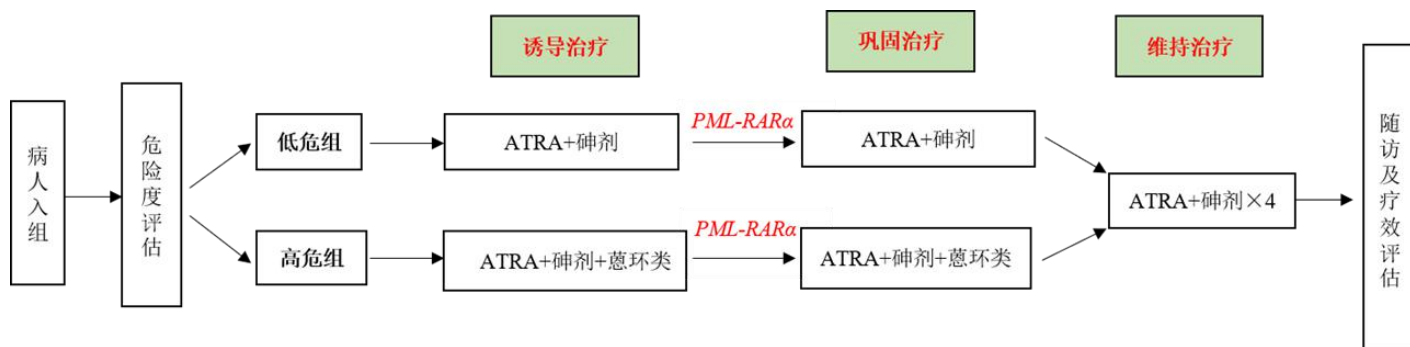 诱导治疗
巩固治疗
维持治疗
病人入组
危险度评估
低危组
ATRA+砷剂
PML-RARα
ATRA+砷剂
高危组
ATRA+砷剂+蒽环类
PML-RARα
ATRA+砷剂+蒽环类
ATRA+砷剂×4
随访及疗效评估